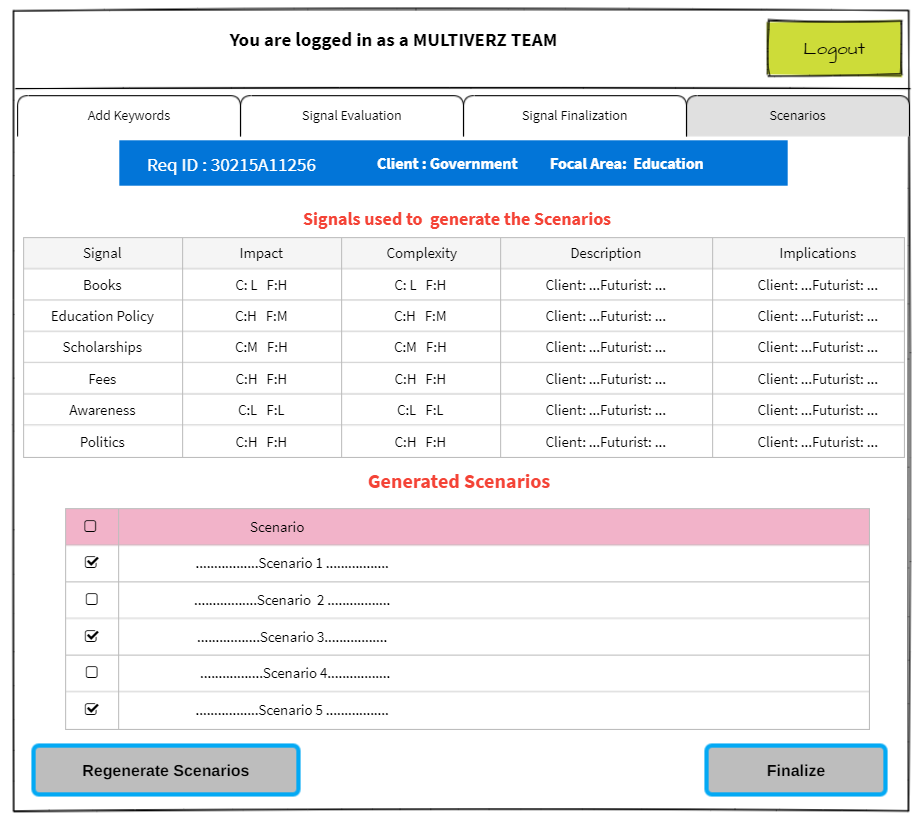 You are logged in as a MULTIVERZ TEAM
Logout
Add Keywords Signal Evaluation Signal Finalization Scenarios
Req ID : 30215A11256 Client : Government Focal Area: Education
Signals used to generate the Scenarios
Signal Impact Complexity Description Implications
Books C: L F:H C: L F:H Client: ...Futurist: ... Client: ...Futurist: ...
Education Policy C:H F:M C:H F:M Client: ...Futurist: ... Client: ...Futurist: ...
Scholarships C:M F:H C:M F:H Client: ...Futurist: ... Client: ...Futurist: ...
Fees C:H F:H C:H F:H Client: ...Futurist: ... Client: ...Futurist: ...
Awareness C:L F:L C:L F:L Client: ...Futurist: ... Client: ...Futurist: ...
Politics C:H F:H C:H F:H Client: ...Futurist: ... Client: ...Futurist: ...
Generated Scenarios
Scenario
.................Scenario 1 .................
.................Scenario 2 .................
.................Scenario 3.................
.................Scenario 4.................
.................Scenario 5 .................
Regenerate Scenarios Finalize